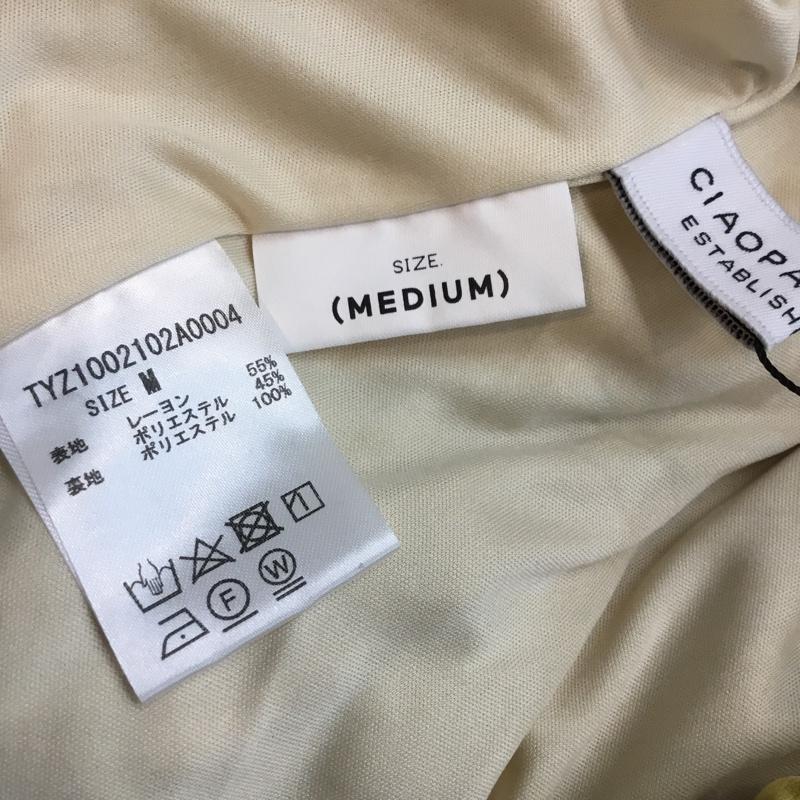 TYZ1002102A0004
SIZE M
表地 レーヨン 55%
ポリエステル 45%
裏地 ポリエステル 100%
F
W
SIZE.
(MEDIUM)
CIAOPA
ESTABLISH